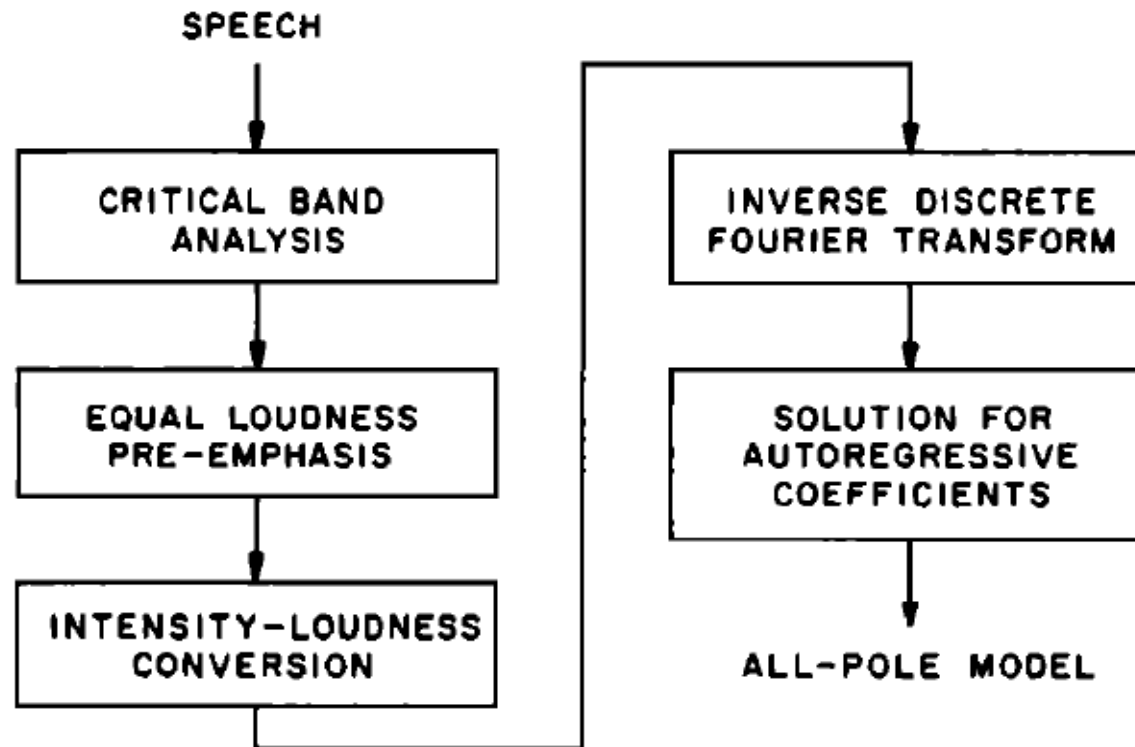 SPEECH
CRITICAL BAND
ANALYSIS
EQUAL LOUDNESS
PRE-EMPHASIS
INTENSITY-LOUDNESS
CONVERSION
INVERSE DISCRETE
FOURIER TRANSFORM
SOLUTION FOR
AUTOREGRESSIVE
COEFFICIENTS
ALL-POLE MODEL